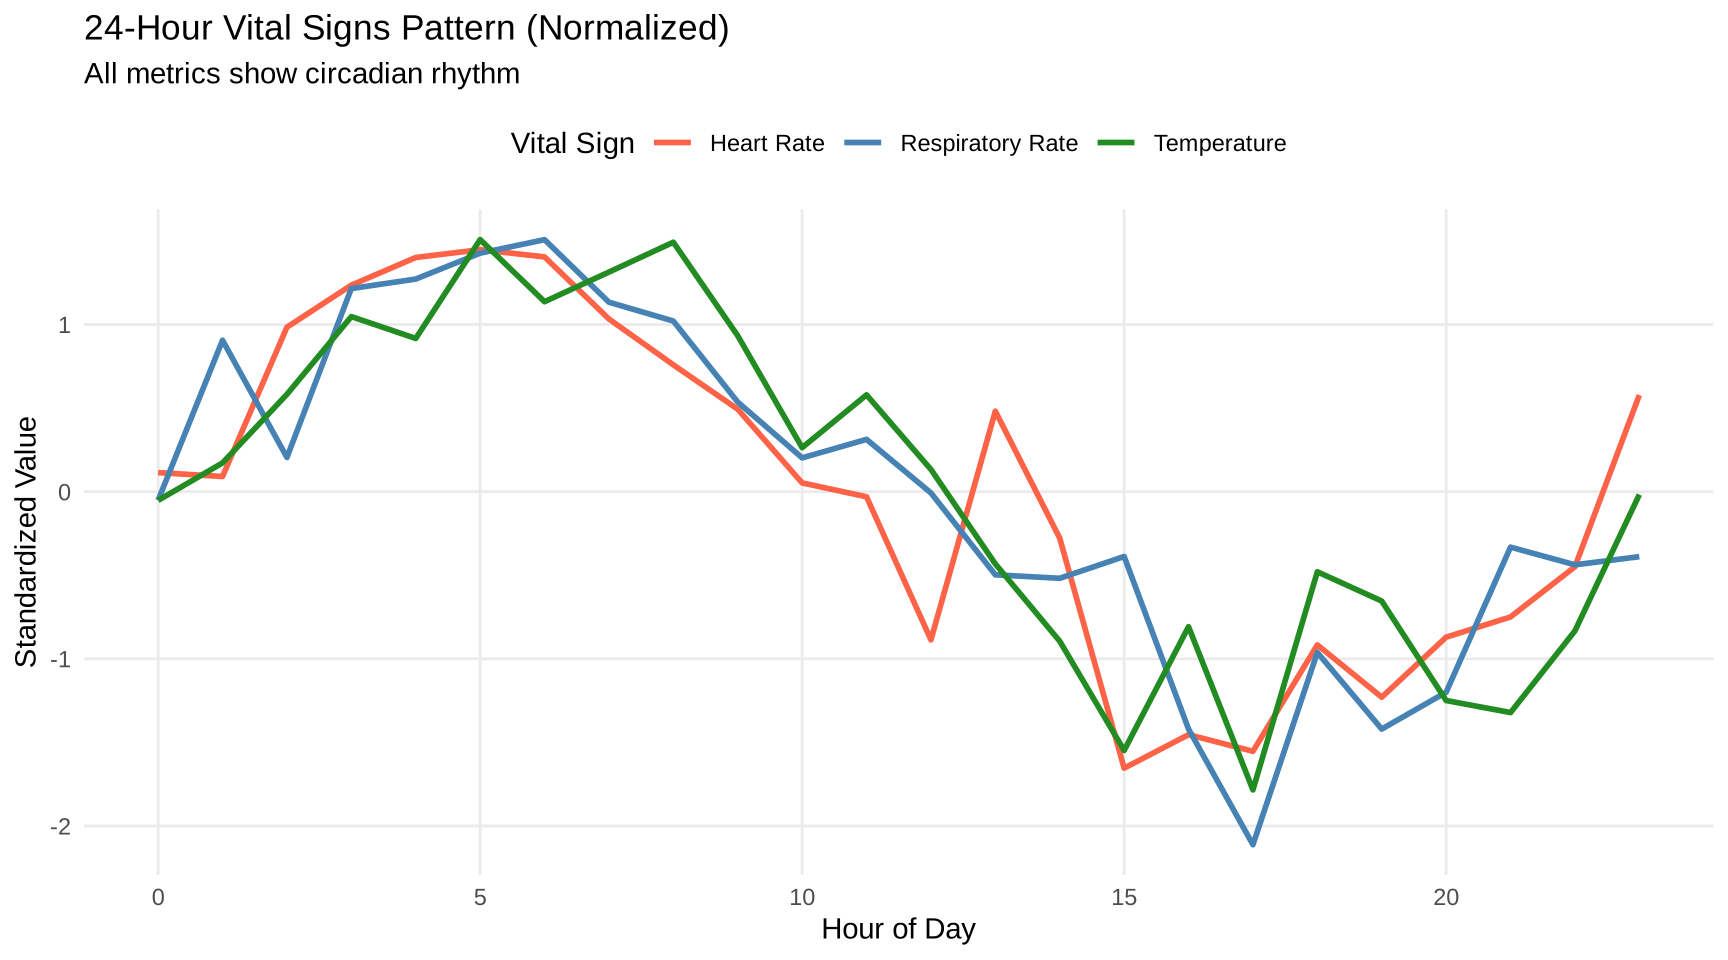 24-Hour Vital Signs Pattern (Normalized)
All metrics show circadian rhythm
Vital Sign Heart Rate Respiratory Rate Temperature
Standardized Value
1
0
-1
-2
0 5 10 15 20
Hour of Day